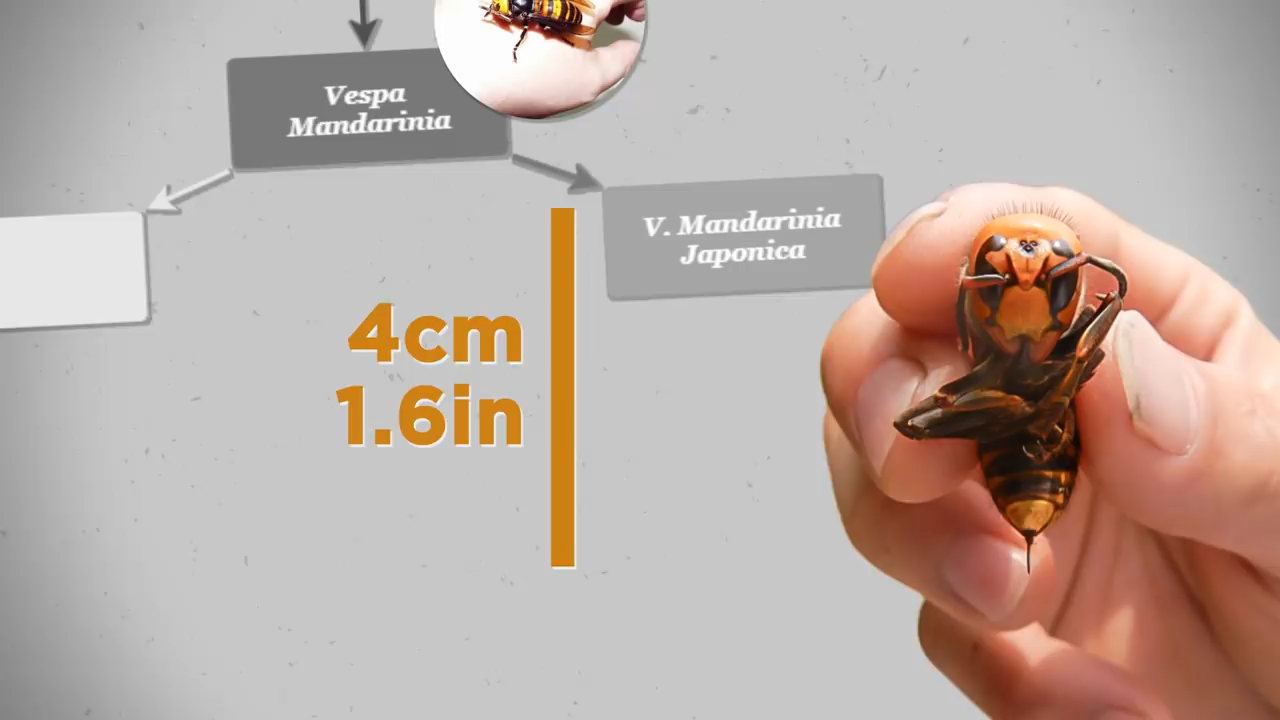 Vespa
Mandarinia
V. Mandarinia
Japonica
4cm
1.6in